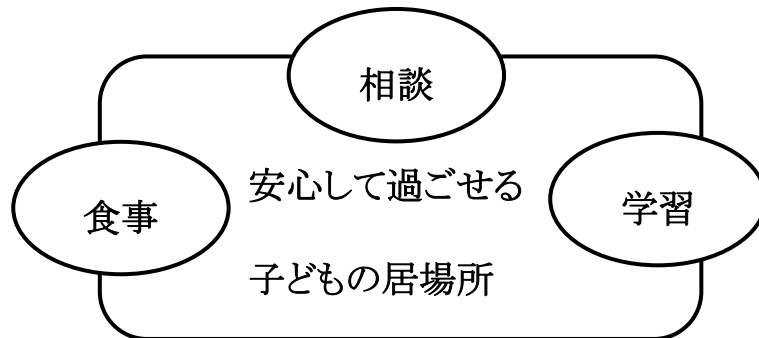 相談
食事
安心して過ごせる
子どもの居場所
学習